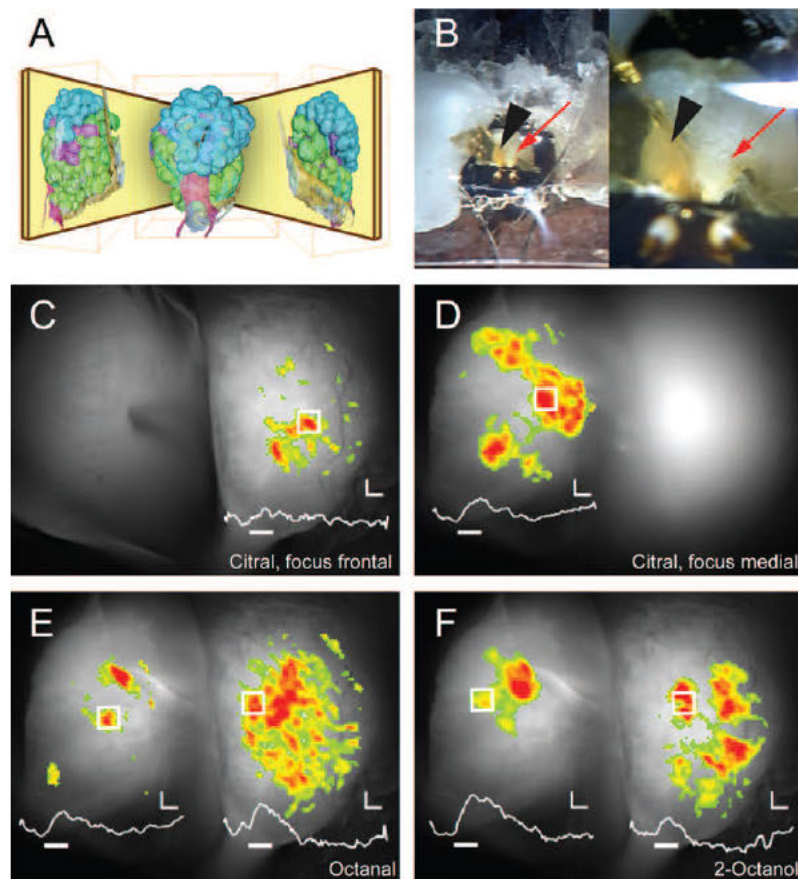 A
B
C
Citral, focus frontal
D
Citral, focus medial
E
Octanal
F
2-Octanol